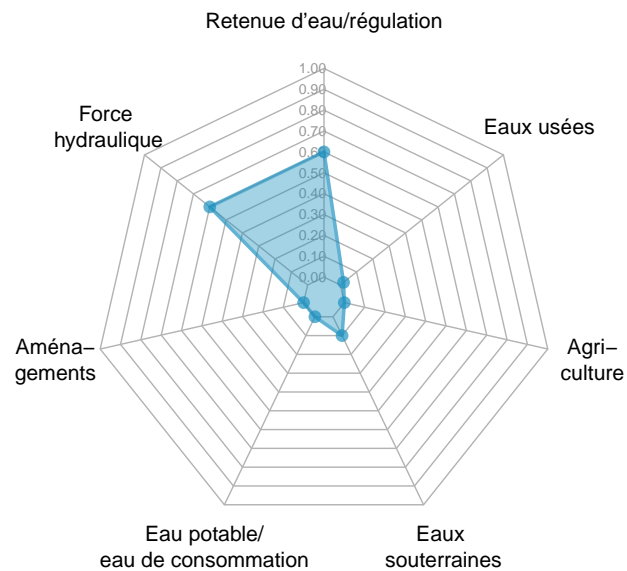 Retenue d'eau/régulation
1.00
0.90
0.80
0.70
0.60
0.50
0.40
0.30
0.20
0.10
0.00
Force
hydraulique
Eaux usées
Aména–
gements
Agri–
culture
Eau potable/
eau de consommation
Eaux
souterraines